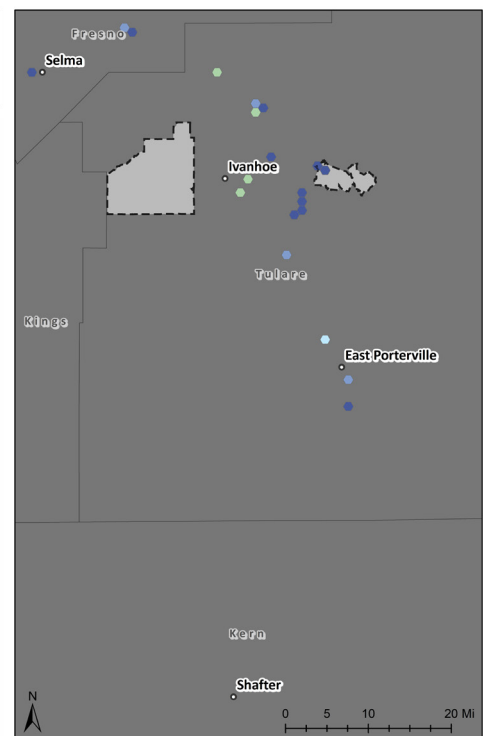 Fresno
Selma
Ivanhoe
Tulare
Kings
East Porterville
Kern
Shafter
N
0 5 10 20 Mi